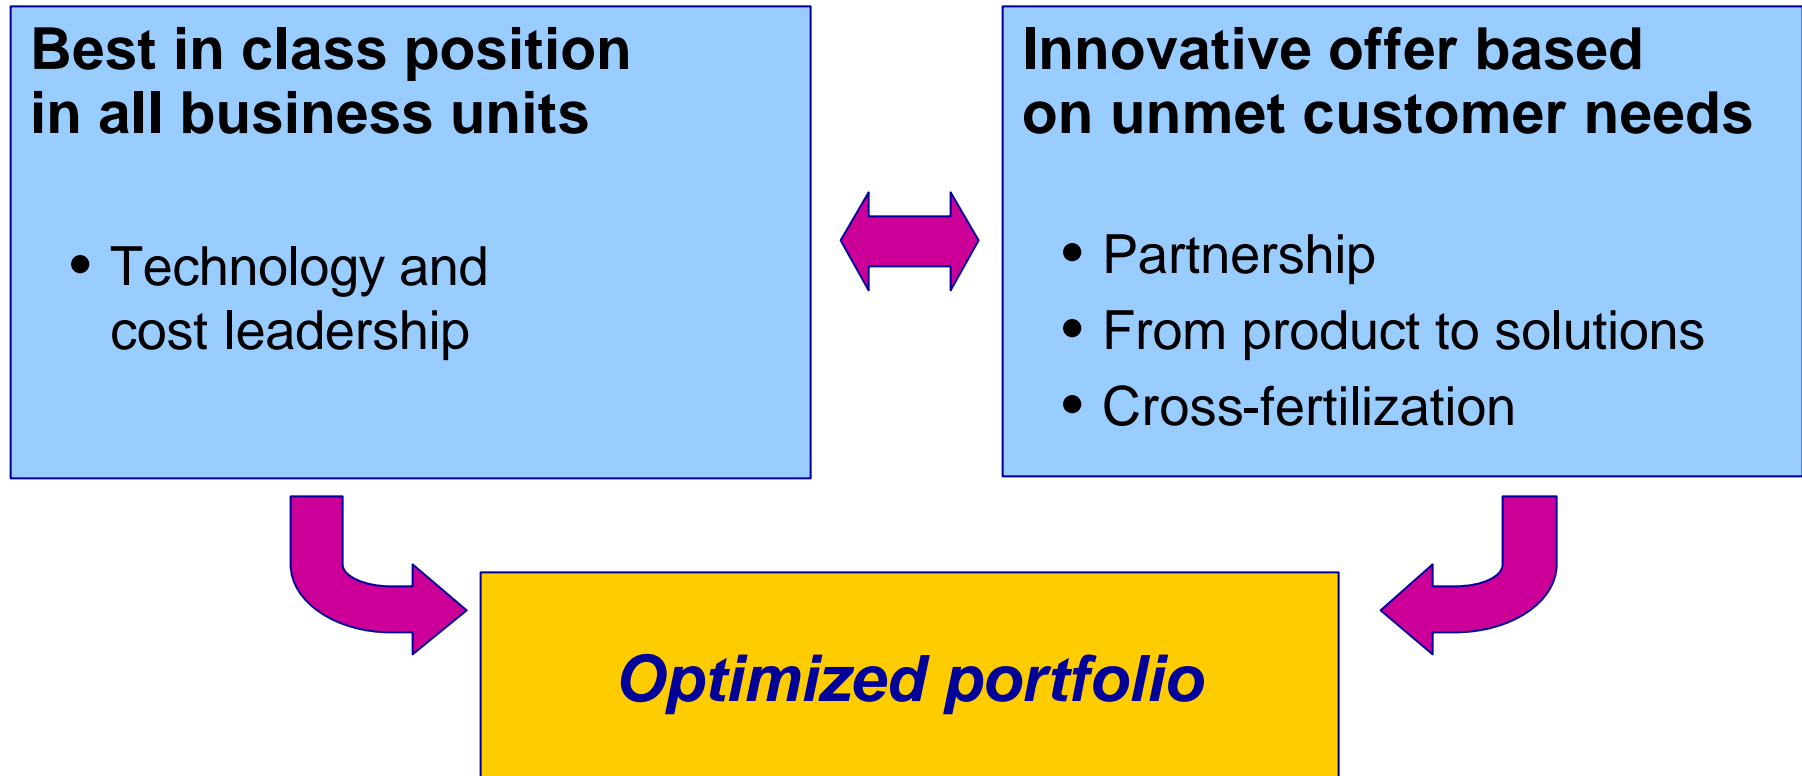 Best in class position
in all business units
• Technology and
cost leadership
Innovative offer based
on unmet customer needs
• Partnership
• From product to solutions
• Cross-fertilization
Optimized portfolio